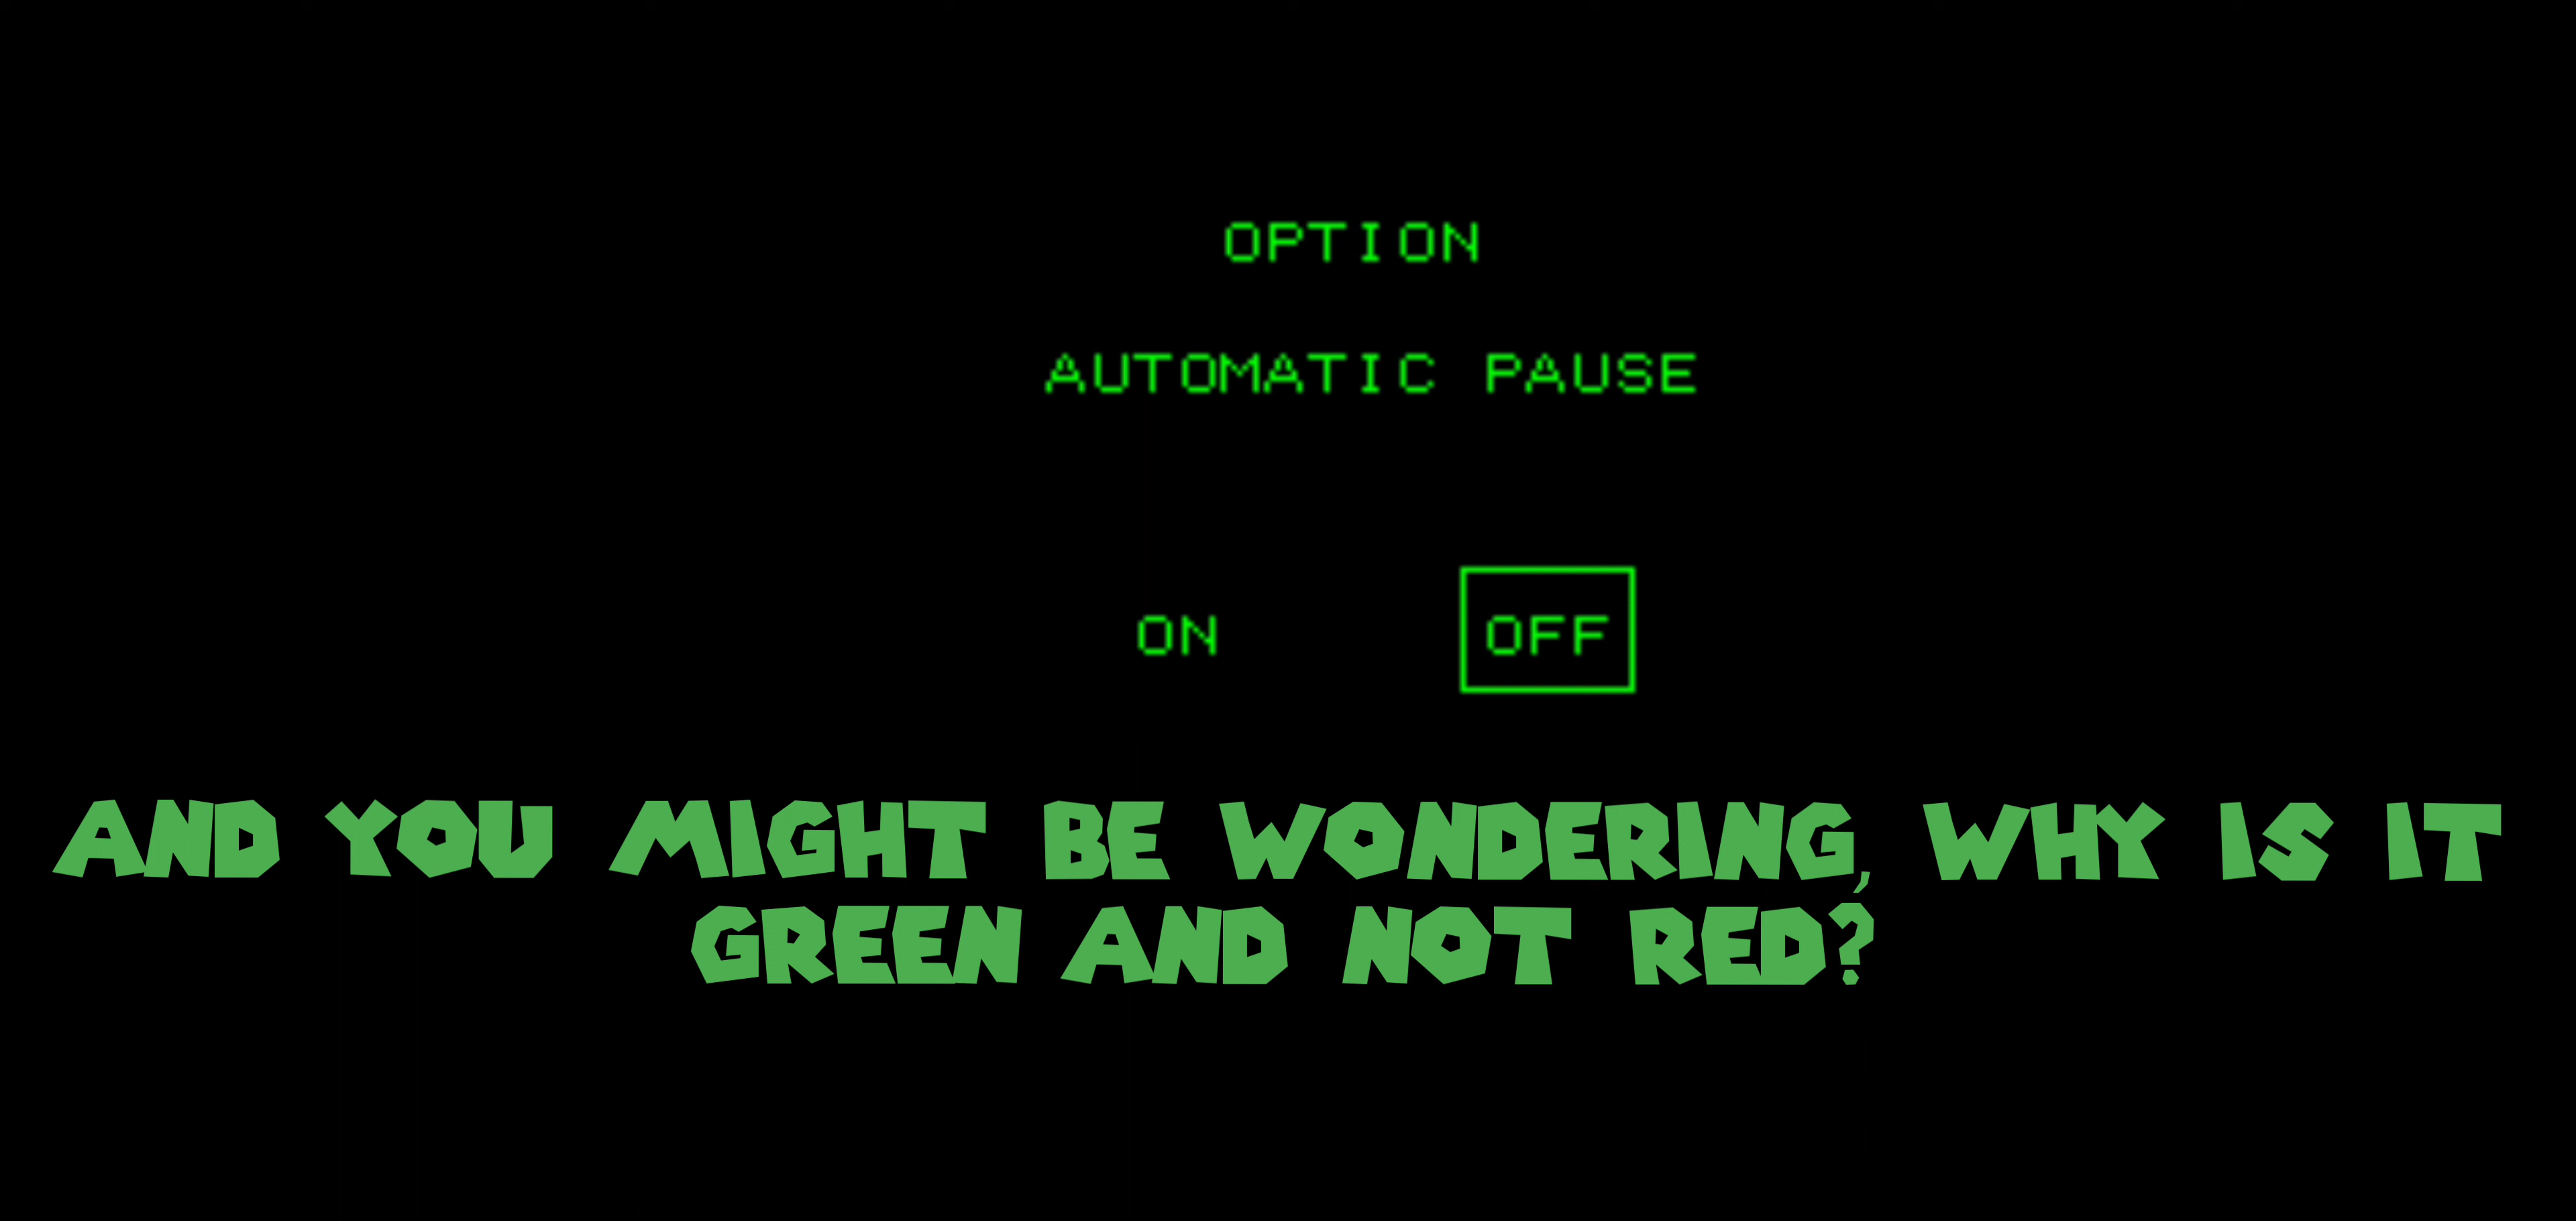 OPTION
AUTOMATIC PAUSE
ON OFF
AND YOU MIGHT BE WONDERING, WHY IS IT
GREEN AND NOT RED?